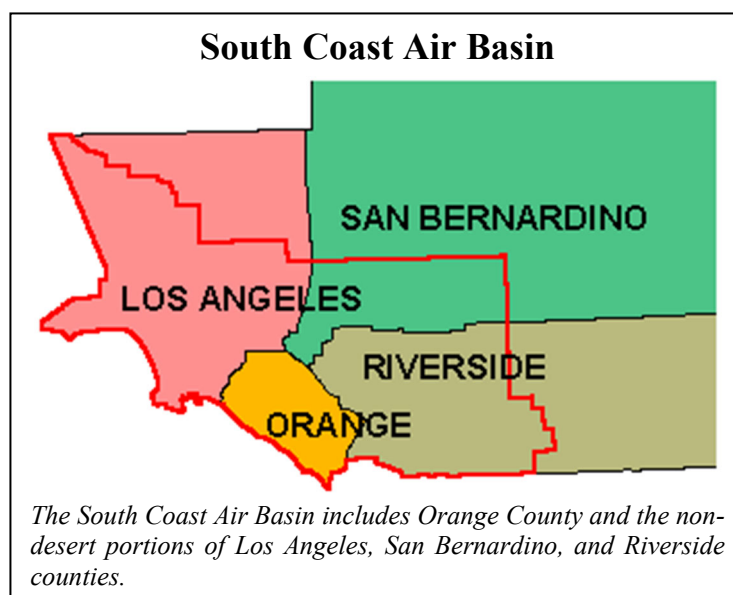 South Coast Air Basin
SAN BERNARDINO
LOS ANGELES
RIVERSIDE
ORANGE
The South Coast Air Basin includes Orange County and the non-
desert portions of Los Angeles, San Bernardino, and Riverside
counties.